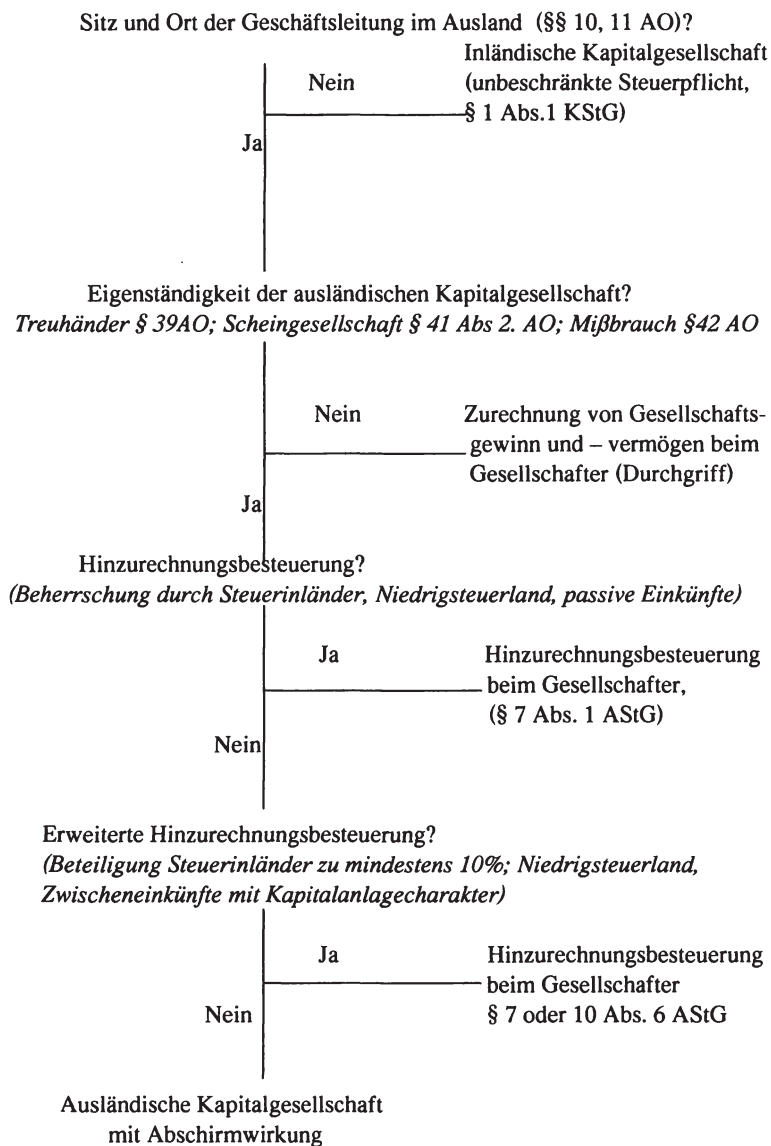 Sitz und Ort der Geschäftsleitung im Ausland (§§ 10, 11 AO)?
Inländische Kapitalgesellschaft
Nein (unbeschränkte Steuerpflicht,
§ 1 Abs.1 KStG)
Ja
Eigenständigkeit der ausländischen Kapitalgesellschaft?
Treuhänder § 39AO; Scheingesellschaft § 41 Abs 2. AO; Mißbrauch §42 AO
Nein Zurechnung von Gesellschafts-
gewinn und – vermögen beim
Gesellschafter (Durchgriff)
Ja
Hinzurechnungsbesteuerung?
(Beherrschung durch Steuerinländer, Niedrigsteuerland, passive Einkünfte)
Ja Hinzurechnungsbesteuerung
beim Gesellschafter,
(§ 7 Abs. 1 AStG)
Nein
Erweiterte Hinzurechnungsbesteuerung?
(Beteiligung Steuerinländer zu mindestens 10%; Niedrigsteuerland,
Zwischeneinkünfte mit Kapitalanlagecharakter)
Ja Hinzurechnungsbesteuerung
beim Gesellschafter
Nein § 7 oder 10 Abs. 6 AStG
Ausländische Kapitalgesellschaft
mit Abschirmwirkung